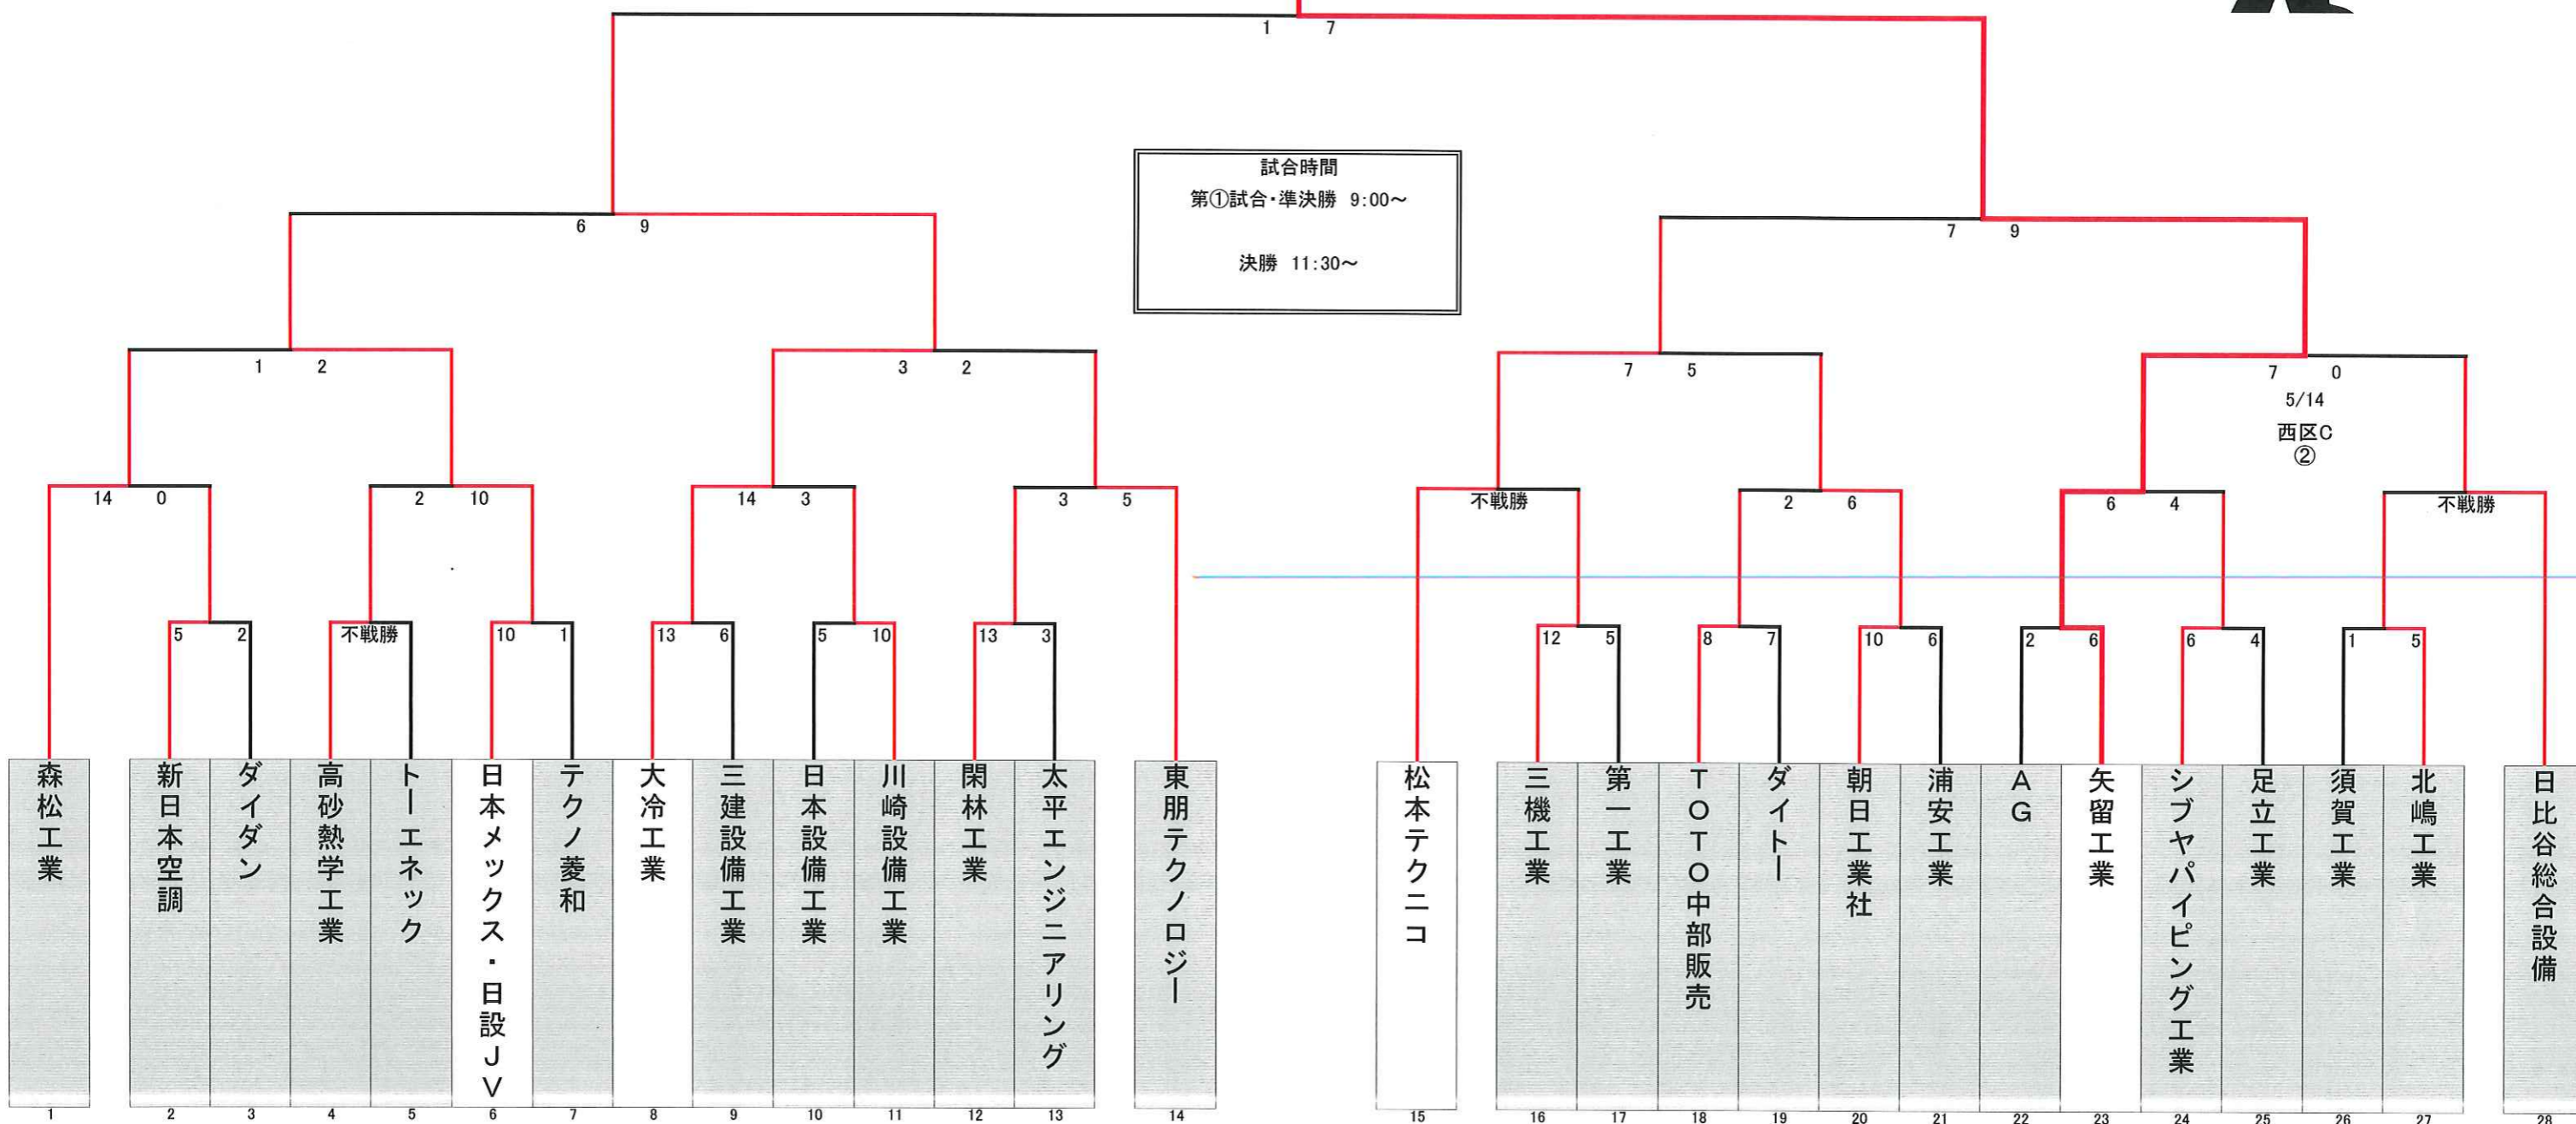 1 7
試合時間
第①試合・準決勝 9:00～
決勝 11:30～
6 9
7 9
1 2
3 2
7 5
7 0
5/14
西区C
②
14 0
2 10
14 3
3 5
不戦勝
2 6
6 4
不戦勝
5 2
不戦勝
10 1
13 6
5 10
13 3
12 5
8 7
10 6
2 6
6 4
1 5
森松工業
新日本空調
ダイダン
高砂熱学工業
トーエネック
日本メックス・日設JV
テクノ菱和
大冷工業
三建設備工業
日本設備工業
川崎設備工業
閑林工業
太平エンジニアリング
東朋テクノロジー
松本テクニコ
三機工業
第一工業
TOTO中部販売
ダイトー
朝日工業社
浦安工業
AG
矢留工業
シブヤパイピング工業
足立工業
須賀工業
北嶋工業
日比谷総合設備
1 2 3 4 5 6 7 8 9 10 11 12 13 14 15 16 17 18 19 20 21 22 23 24 25 26 27 28